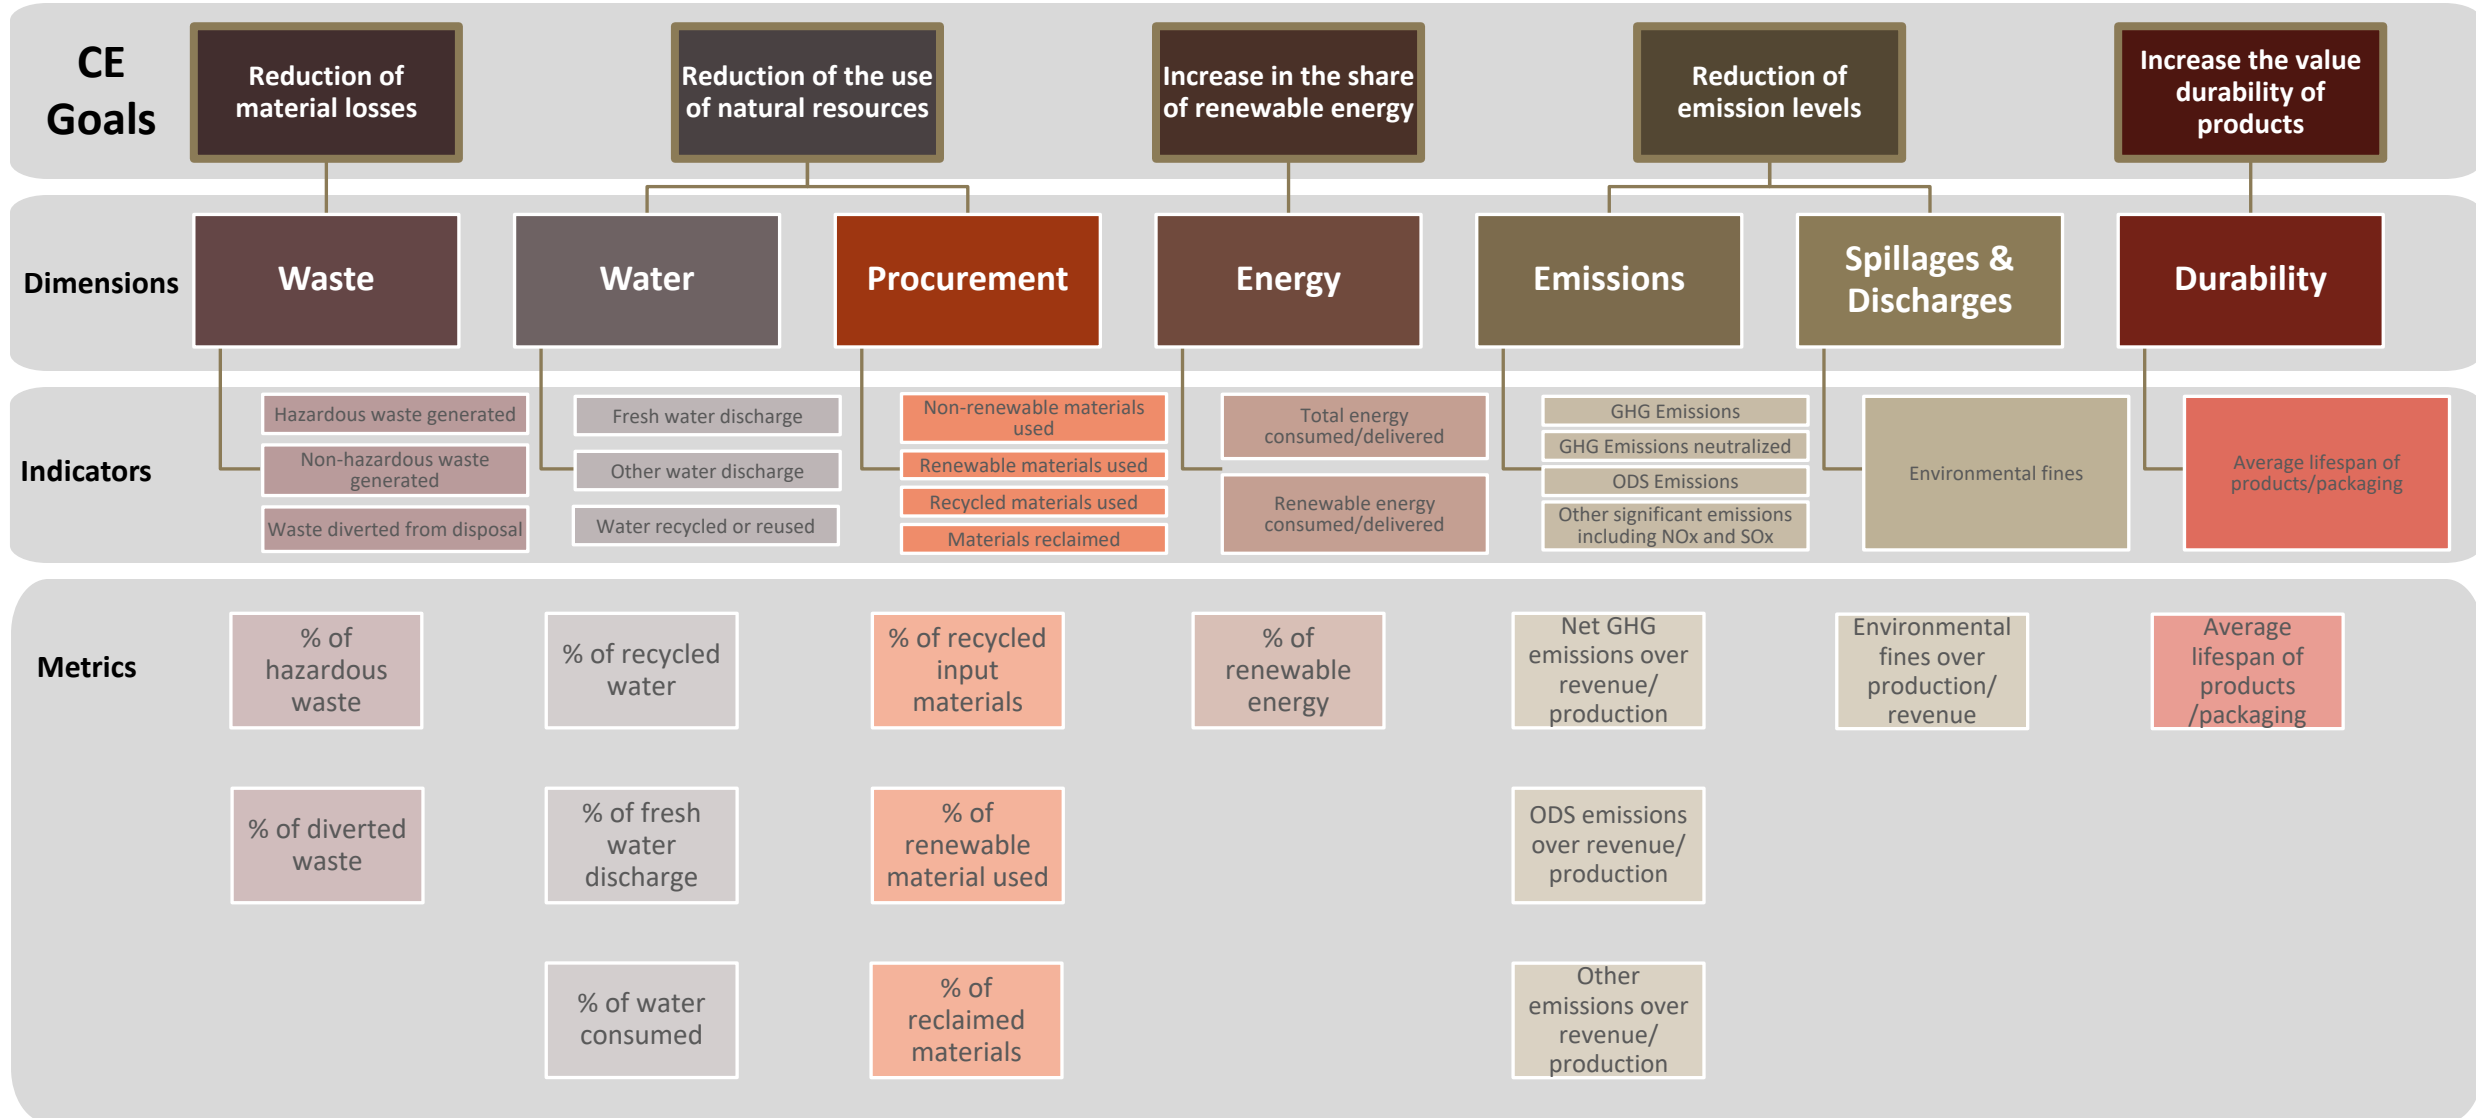 CE
Goals
Reduction of
material losses
Reduction of the use
of natural resources
Increase in the share
of renewable energy
Reduction of
emission levels
Increase the value
durability of
products
Dimensions
Waste
Water
Procurement
Energy
Emissions
Spillages &
Discharges
Durability
Indicators
Hazardous waste generated
Non-hazardous waste
generated
Waste diverted from disposal
Fresh water discharge
Other water discharge
Water recycled or reused
Non-renewable materials
used
Renewable materials used
Recycled materials used
Materials reclaimed
Total energy
consumed/delivered
Renewable energy
consumed/delivered
GHG Emissions
GHG Emissions neutralized
ODS Emissions
Other significant emissions
including NOx and SOx
Environmental fines
Average lifespan of
products/packaging
Metrics
% of
hazardous
waste
% of recycled
water
% of recycled
input
materials
% of
renewable
energy
Net GHG
emissions over
revenue/
production
Environmental
fines over
production/
revenue
Average
lifespan of
products
/packaging
% of diverted
waste
% of fresh
water
discharge
% of
renewable
material used
ODS emissions
over revenue/
production
% of water
consumed
% of
reclaimed
materials
Other
emissions over
revenue/
production